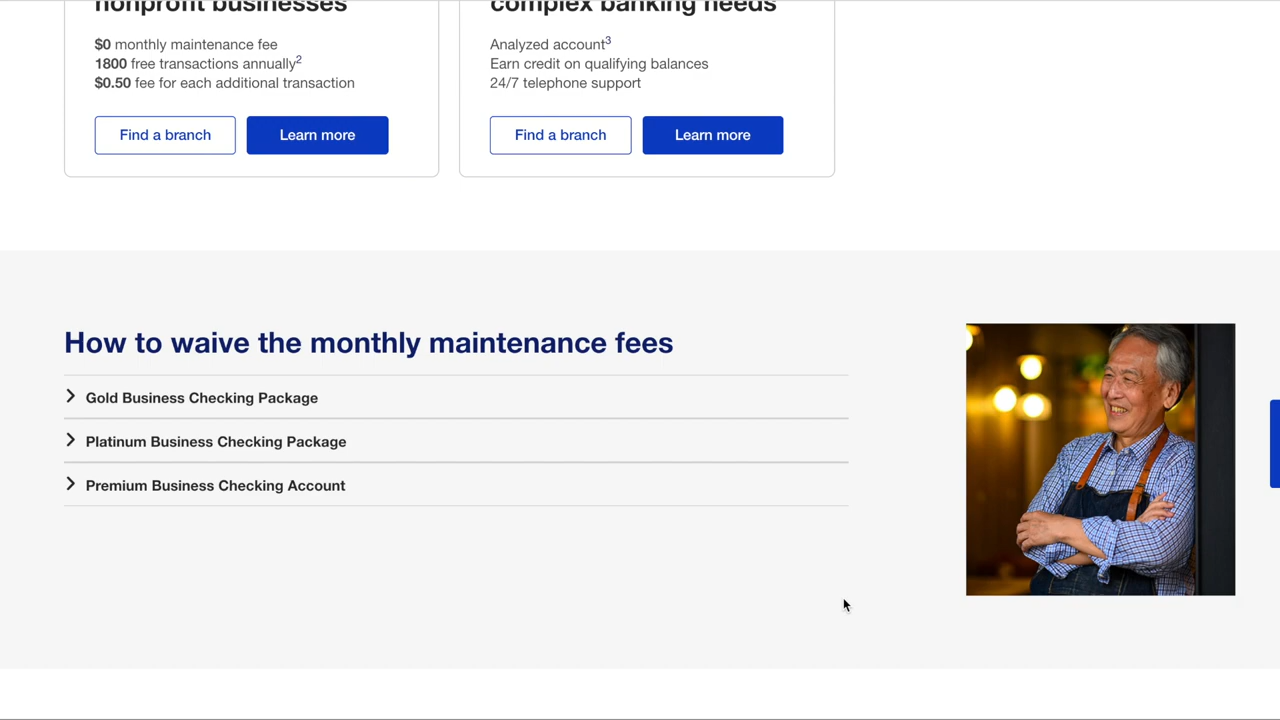 nonprofit businesses
$0 monthly maintenance fee
1800 free transactions annually2
$0.50 fee for each additional transaction
Find a branch
Learn more
complex banking needs
Analyzed account3
Earn credit on qualifying balances
24/7 telephone support
Find a branch
Learn more
How to waive the monthly maintenance fees
Gold Business Checking Package
Platinum Business Checking Package
Premium Business Checking Account